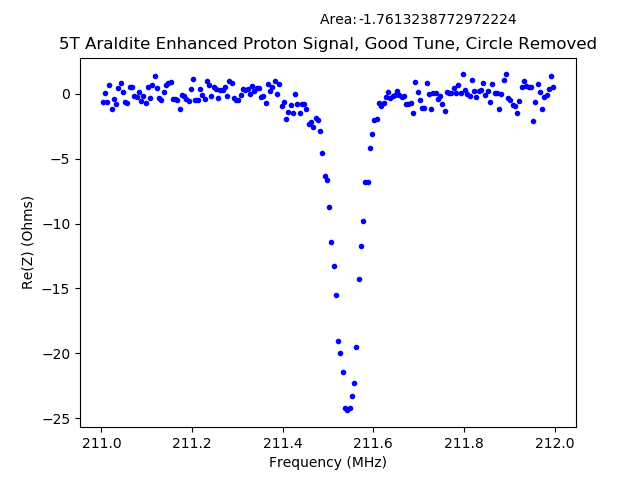 Area: -1.7613238772972224
5T Araldite Enhanced Proton Signal, Good Tune, Circle Removed
Re(Z) (Ohms)
0
−5
−10
−15
−20
−25
211.0 211.2 211.4 211.6 211.8 212.0
Frequency (MHz)